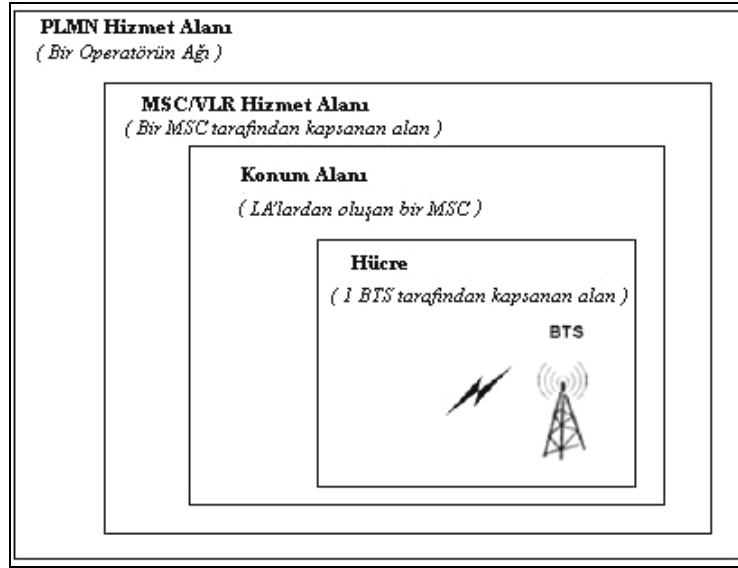 PLMN Hizmet Alanı
( Bir Operatörün Ağı )
MSC/VLR Hizmet Alanı
( Bir MSC tarafından kapsanan alan )
Konum Alanı
( LA'lardan oluşan bir MSC )
Hücre
( 1 BTS tarafından kapsanan alan )
BTS